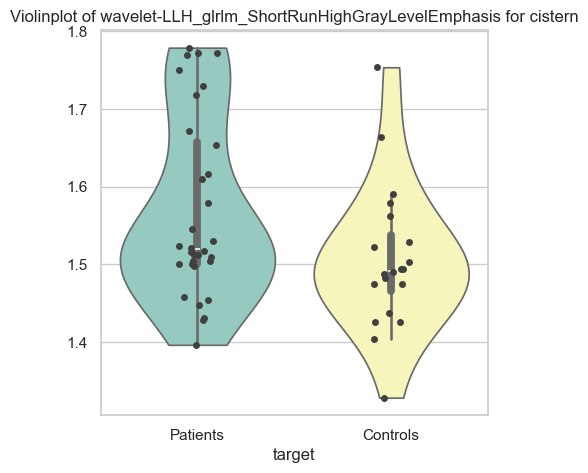 Violinplot of wavelet-LLH_glrlm_ShortRunHighGrayLevelEmphasis for cistern
1.8
1.7
1.6
1.5
1.4
Patients Controls
target